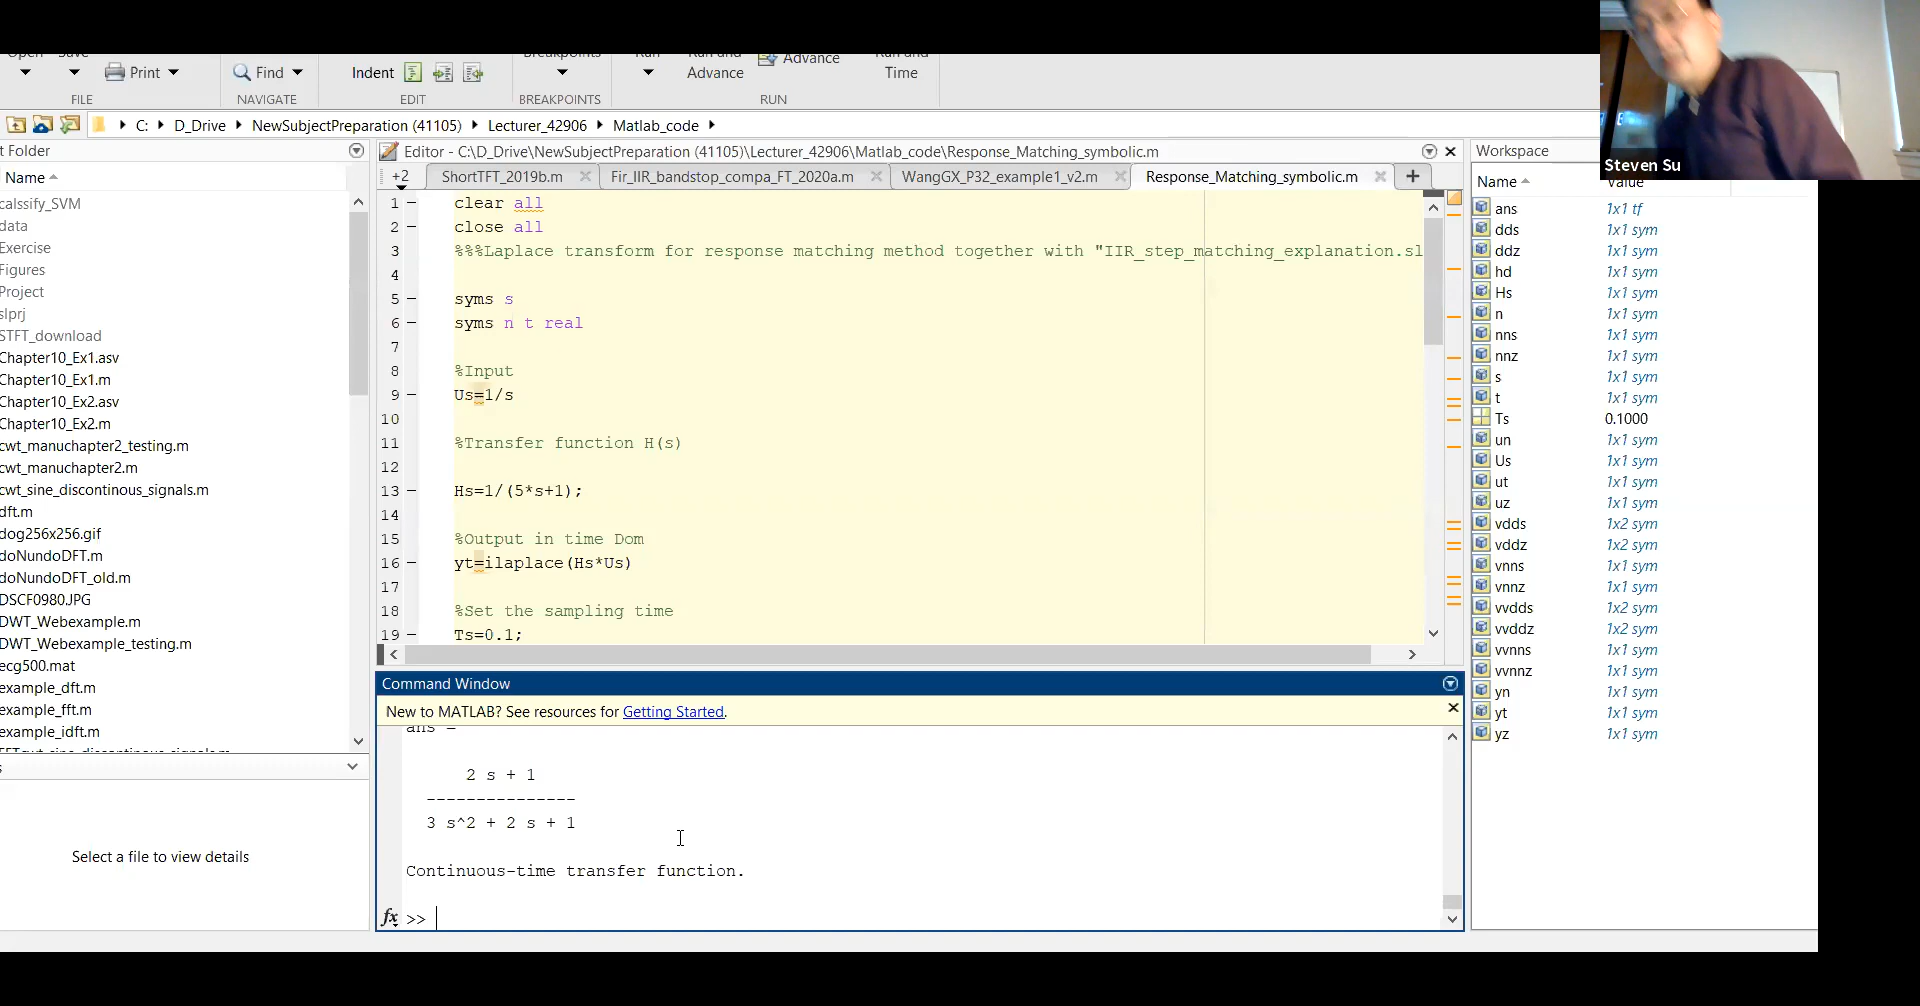 Open Save Breakpoints Run Run and Advance Run and
Print Find Indent Advance Time
FILE NAVIGATE EDIT BREAKPOINTS RUN
C: D_Drive NewSubjectPreparation (41105) Lecturer_42906 Matlab_code
t Folder
Name
calssify_SVM
data
Exercise
Figures
Project
slprj
STFT_download
Chapter10_Ex1.asv
Chapter10_Ex1.m
Chapter10_Ex2.asv
Chapter10_Ex2.m
cwt_manuchapter2_testing.m
cwt_manuchapter2.m
cwt_sine_discontinous_signals.m
dft.m
dog256x256.gif
doNundoDFT.m
doNundoDFT_old.m
DSCF0980.JPG
DWT_Webexample.m
DWT_Webexample_testing.m
ecg500.mat
example_dft.m
example_fft.m
example_idft.m
s
Select a file to view details
Editor - C:\D_Drive\NewSubjectPreparation (41105)\Lecturer_42906\Matlab_code\Response_Matching_symbolic.m
+2 ShortTFT_2019b.m Fir_IIR_bandstop_compa_FT_2020a.m WangGX_P32_example1_v2.m Response_Matching_symbolic.m +
1 clear all
2 close all
3 %%%Laplace transform for response matching method together with "IIR_step_matching_explanation.sl
4
5 syms s
6 syms n t real
7
8 %Input
9 Us=1/s
10
11 %Transfer function H(s)
12
13 Hs=1/(5*s+1);
14
15 %Output in time Dom
16 yt=ilaplace(Hs*Us)
17
18 %Set the sampling time
19 Ts=0.1;
Command Window
New to MATLAB? See resources for Getting Started.
ans =
2 s + 1
---------------
3 s^2 + 2 s + 1
Continuous-time transfer function.
fx >>
Steven Su
Workspace
Name Value
ans 1x1 tf
dds 1x1 sym
ddz 1x1 sym
hd 1x1 sym
Hs 1x1 sym
n 1x1 sym
nns 1x1 sym
nnz 1x1 sym
s 1x1 sym
t 1x1 sym
Ts 0.1000
un 1x1 sym
Us 1x1 sym
ut 1x1 sym
uz 1x1 sym
vdds 1x2 sym
vddz 1x2 sym
vnns 1x1 sym
vnnz 1x1 sym
vvdds 1x2 sym
vvddz 1x2 sym
vvnns 1x1 sym
vvnnz 1x1 sym
yn 1x1 sym
yt 1x1 sym
yz 1x1 sym